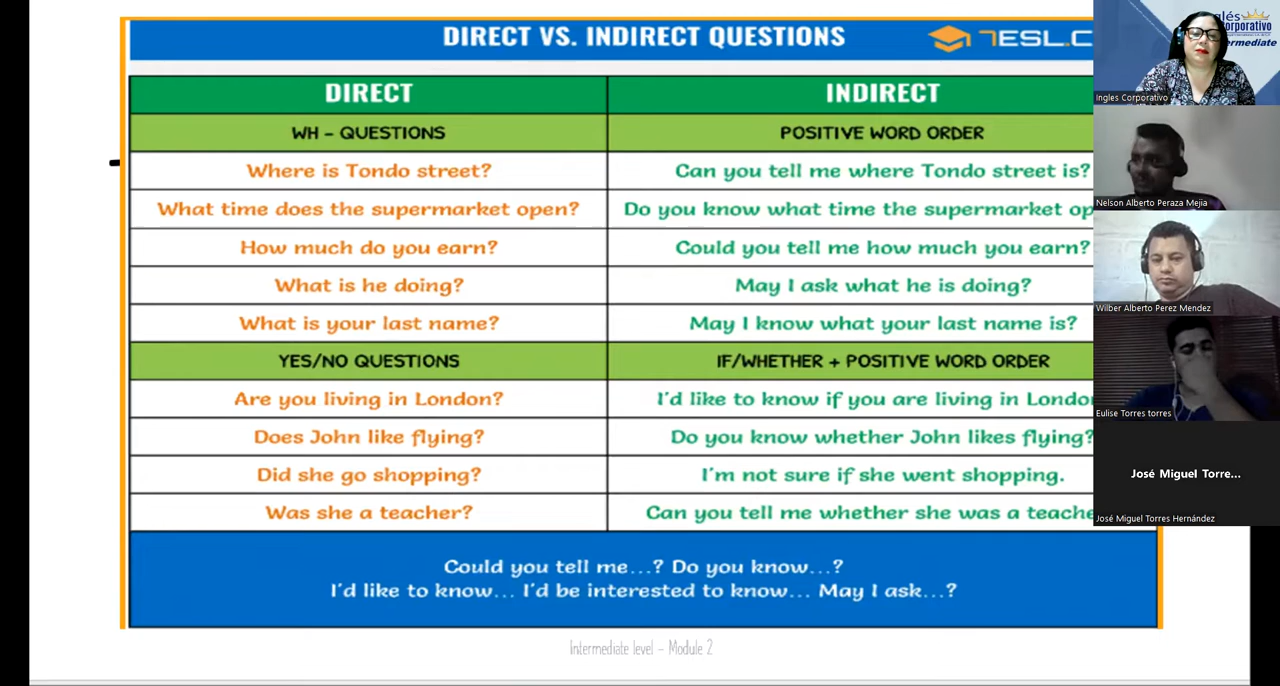 DIRECT VS. INDIRECT QUESTIONS
7ESL.C
DIRECT INDIRECT
WH - QUESTIONS POSITIVE WORD ORDER
Where is Tondo street? Can you tell me where Tondo street is?
What time does the supermarket open? Do you know what time the supermarket op
How much do you earn? Could you tell me how much you earn?
What is he doing? May I ask what he is doing?
What is your last name? May I know what your last name is?
YES/NO QUESTIONS IF/WHETHER + POSITIVE WORD ORDER
Are you living in London? I'd like to know if you are living in London
Does John like flying? Do you know whether John likes flying?
Did she go shopping? I'm not sure if she went shopping.
Was she a teacher? Can you tell me whether she was a teache
Could you tell me...? Do you know...?
I'd like to know... I'd be interested to know... May I ask...?
Intermediate level - Module 2
glés
orporativo
ermediate
Ingles Corporativo
Nelson Alberto Peraza Mejia
Wilber Alberto Perez Mendez
Eulise Torres torres
José Miguel Torre...
José Miguel Torres Hernández